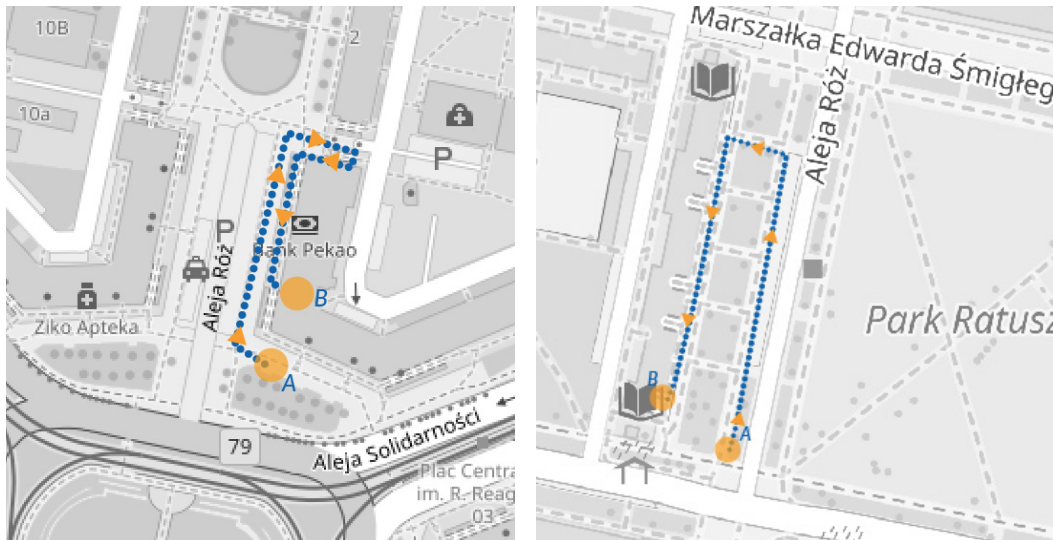 10B
2
10a
P
P
Bank Pekao
Aleja Róż
B
Ziko Apteka
A
79
Aleja Solidarności
Plac Centra
im. R. Reag
03
Marszałka Edwarda Śmigłeg
Aleja Róż
Park Ratusz
B
A